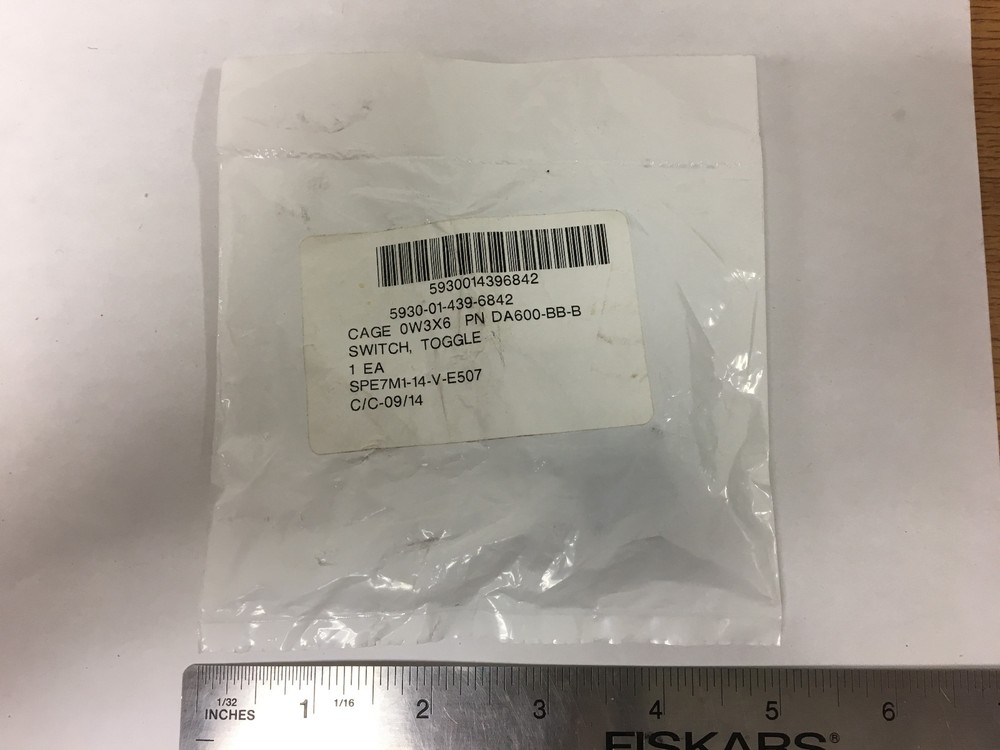 5930014396842
5930-01-439-6842
CAGE 0W3X6 PN DA600-BB-B
SWITCH, TOGGLE
1 EA
SPE7M1-14-V-E507
C/C-09/14
1/32 1/16
INCHES 1 2 3 4 5 6
FISKARS®